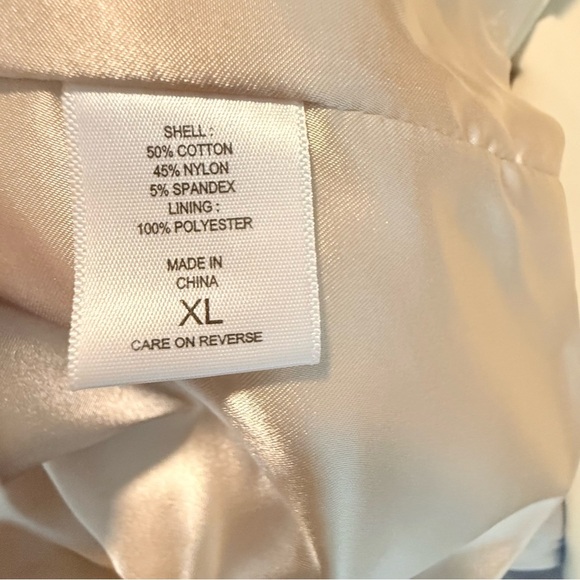 SHELL :
50% COTTON
45% NYLON
5% SPANDEX
LINING :
100% POLYESTER
MADE IN
CHINA
XL
CARE ON REVERSE